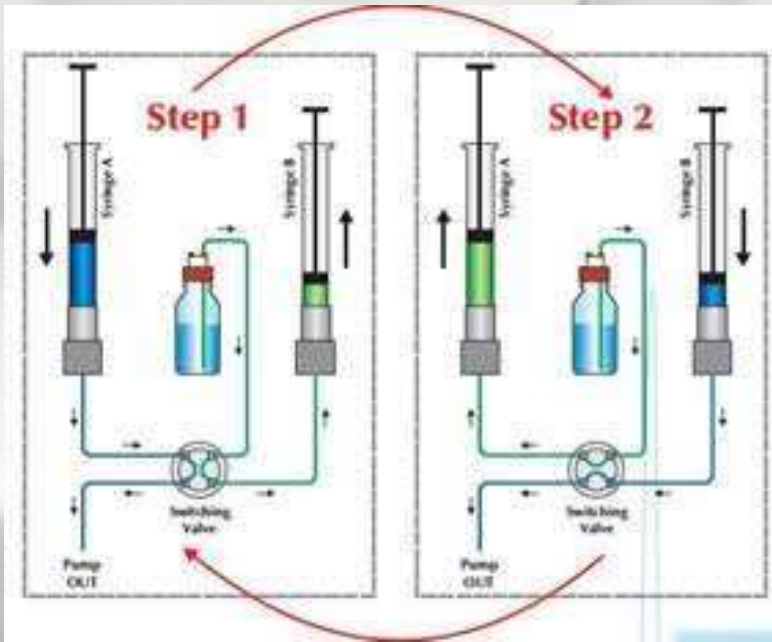 Step 1
Syringe A
Syringe B
Switching
Valve
Pump
OUT
Step 2
Syringe A
Syringe B
Switching
Valve
Pump
OUT